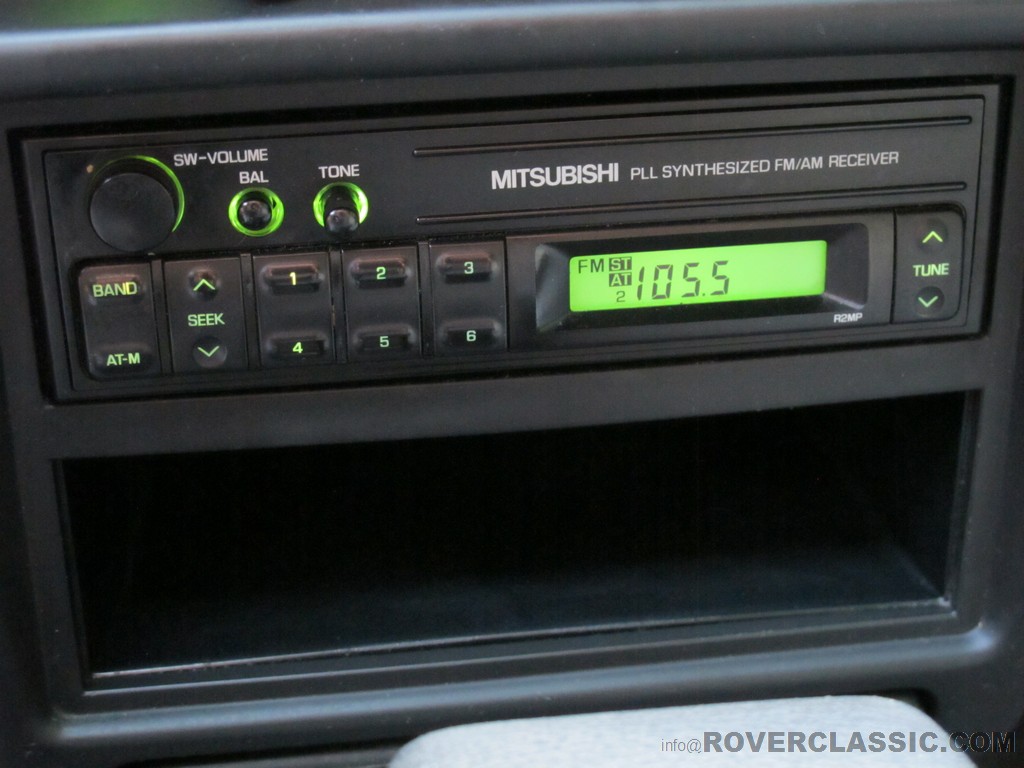 SW-VOLUME
BAL
TONE
MITSUBISHI PLL SYNTHESIZED FM/AM RECEIVER
BAND
SEEK
AT-M
1 2 3
4 5 6
FM ST
AT
2 105.5
R2MP
TUNE
info@ROVERCLASSIC.COM